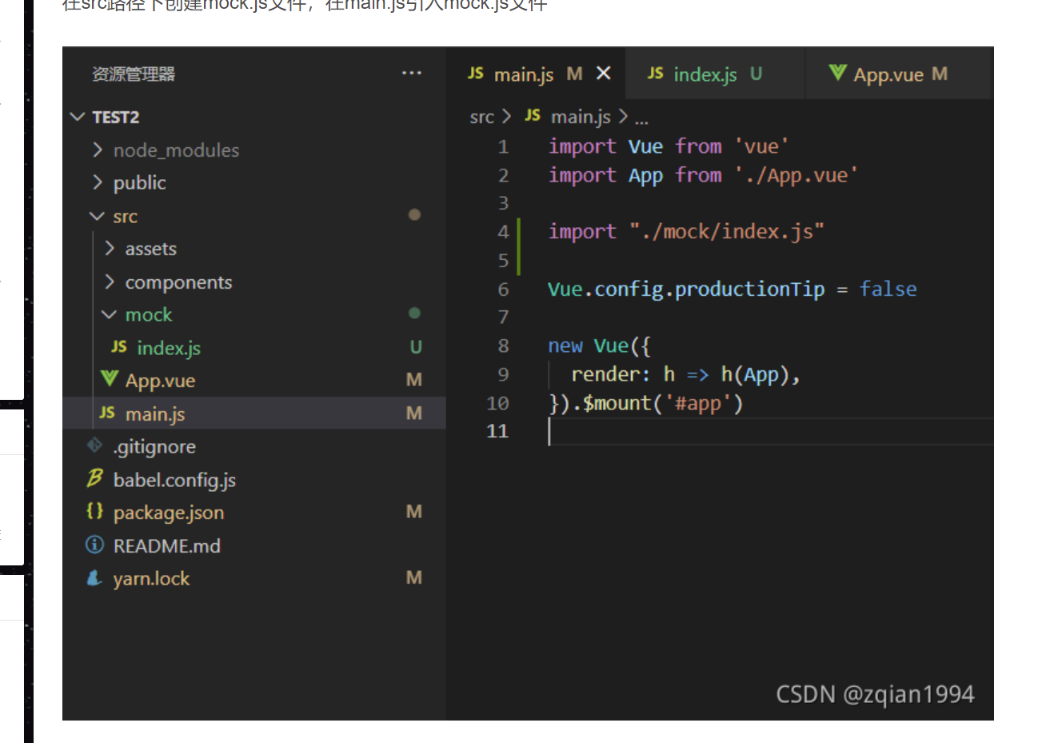 在src路径下创建mock.js文件，在main.js引入mock.js文件
资源管理器 ...
TEST2
node_modules
public
src
assets
components
mock
JS index.js U
App.vue M
JS main.js M
.gitignore
babel.config.js
{} package.json M
README.md
yarn.lock M
JS main.js M ×
JS index.js U
App.vue M
src > JS main.js > ...
1 import Vue from 'vue'
2 import App from './App.vue'
3
4 import "./mock/index.js"
5
6 Vue.config.productionTip = false
7
8 new Vue({
9 render: h => h(App),
10 }).$mount('#app')
11
CSDN @zqian1994